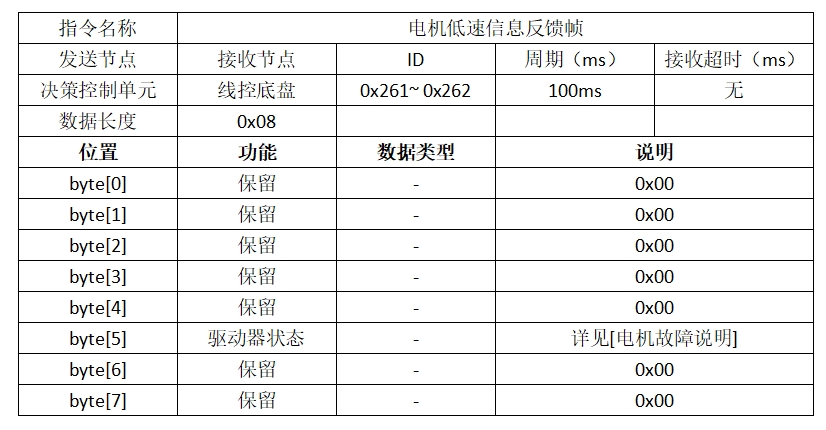 指令名称 电机低速信息反馈帧
发送节点 接收节点 ID 周期（ms） 接收超时（ms）
决策控制单元 线控底盘 0x261~ 0x262 100ms 无
数据长度 0x08
位置 功能 数据类型 说明
byte[0] 保留 - 0x00
byte[1] 保留 - 0x00
byte[2] 保留 - 0x00
byte[3] 保留 - 0x00
byte[4] 保留 - 0x00
byte[5] 驱动器状态 - 详见[电机故障说明]
byte[6] 保留 - 0x00
byte[7] 保留 - 0x00